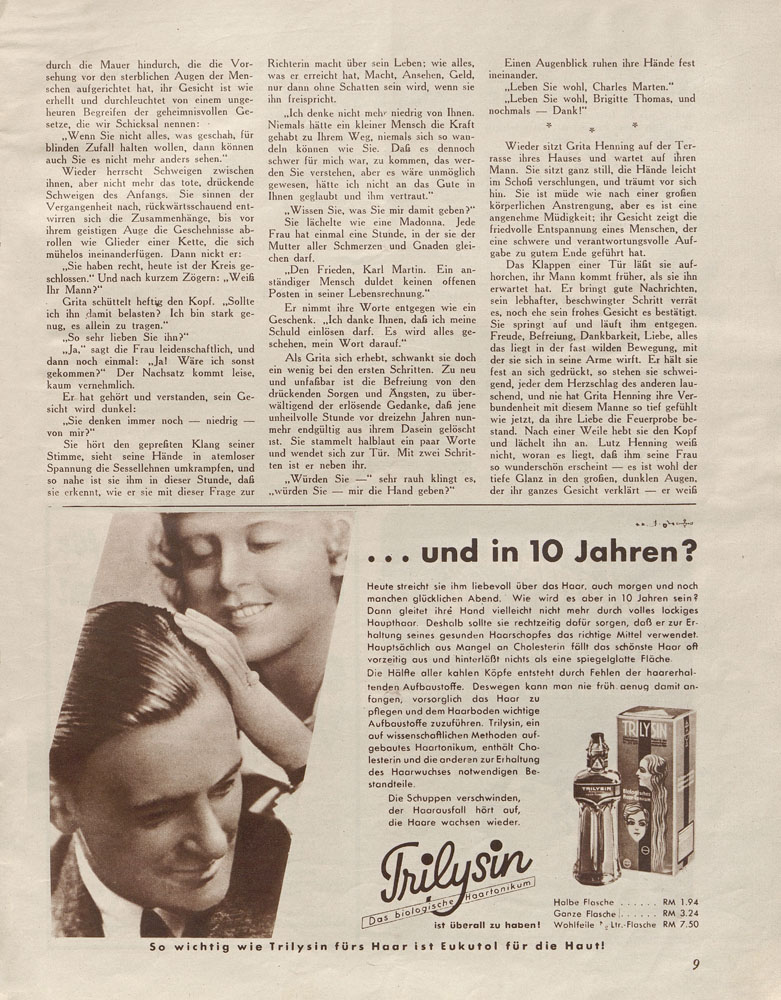 durch die Mauer hindurch, die die Vor-
sehung vor den sterblichen Augen der Men-
schen aufgerichtet hat, ihr Gesicht ist wie
erhellt und durchleuchtet von einem unge-
heuren Begreifen der geheimnisvollen Ge-
setze, die wir Schicksal nennen:
„Wenn Sie nicht alles, was geschah, für
blinden Zufall halten wollen, dann können
auch Sie es nicht mehr anders sehen.“
Wieder herrscht Schweigen zwischen
ihnen, aber nicht mehr das tote, drückende
Schweigen des Anfangs. Sie sinnen der
Vergangenheit nach, rückwärtsschauend ent-
wirren sich die Zusammenhänge, bis vor
ihrem geistigen Auge die Geschehnisse ab-
rollen wie Glieder einer Kette, die sich
mühelos ineinanderfügen. Dann nickt er:
„Sie haben recht, heute ist der Kreis ge-
schlossen.“ Und nach kurzem Zögern: „Weiß
Ihr Mann?“
Grita schüttelt heftig den Kopf. „Sollte
ich ihn damit belasten? Ich bin stark ge-
nug, es allein zu tragen.“
„So sehr lieben Sie ihn?“
„Ja,“ sagt die Frau leidenschaftlich, und
dann noch einmal: „Ja! Wäre ich sonst
gekommen?“ Der Nachsatz kommt leise,
kaum vernehmlich.
Er hat gehört und verstanden, sein Ge-
sicht wird dunkel:
„Sie denken immer noch — niedrig —
von mir?“
Sie hört den gepreßten Klang seiner
Stimme, sieht seine Hände in atemloser
Spannung die Sessellehnen umkrampfen, und
so nahe ist sie ihm in dieser Stunde, daß
sie erkennt, wie er sie mit dieser Frage zur
Richterin macht über sein Leben; wie alles,
was er erreicht hat, Macht, Ansehen, Geld,
nur dann ohne Schatten sein wird, wenn sie
ihn freispricht.
„Ich denke nicht mehr niedrig von Ihnen.
Niemals hätte ein kleiner Mensch die Kraft
gehabt zu Ihrem Weg, niemals sich so wan-
deln können wie Sie. Daß es dennoch
schwer für mich war, zu kommen, das wer-
den Sie verstehen, aber es wäre unmöglich
gewesen, hätte ich nicht an das Gute in
Ihnen geglaubt und ihm vertraut.“
„Wissen Sie, was Sie mir damit geben?“
Sie lächelte wie eine Madonna. Jede
Frau hat einmal eine Stunde, in der sie der
Mutter aller Schmerzen und Gnaden glei-
chen darf.
„Den Frieden, Karl Martin. Ein an-
ständiger Mensch duldet keinen offenen
Posten in seiner Lebensrechnung.“
Er nimmt ihre Worte entgegen wie ein
Geschenk. „Ich danke Ihnen, daß ich meine
Schuld einlösen darf. Es wird alles ge-
schehen, mein Wort darauf.“
Als Grita sich erhebt, schwankt sie doch
ein wenig bei den ersten Schritten. Zu neu
und unfaßbar ist die Befreiung von den
drückenden Sorgen und Ängsten, zu über-
wältigend der erlösende Gedanke, daß jene
unheilvolle Stunde vor dreizehn Jahren nun-
mehr endgültig aus ihrem Dasein gelöscht
ist. Sie stammelt halblaut ein paar Worte
und wendet sich zur Tür. Mit zwei Schrit-
ten ist er neben ihr.
„Würden Sie —“ sehr rauh klingt es,
„würden Sie — mir die Hand geben?“
Einen Augenblick ruhen ihre Hände fest
ineinander.
„Leben Sie wohl, Charles Marten.“
„Leben Sie wohl, Brigitte Thomas, und
nochmals — Dank!“
* * *
Wieder sitzt Grita Henning auf der Ter-
rasse ihres Hauses und wartet auf ihren
Mann. Sie sitzt ganz still, die Hände leicht
im Schoß verschlungen, und träumt vor sich
hin. Sie ist müde wie nach einer großen
körperlichen Anstrengung, aber es ist eine
angenehme Müdigkeit; ihr Gesicht zeigt die
friedvolle Entspannung eines Menschen, der
eine schwere und verantwortungsvolle Auf-
gabe zu gutem Ende geführt hat.
Das Klappen einer Tür läßt sie auf-
horchen, ihr Mann kommt früher, als sie ihn
erwartet hat. Er bringt gute Nachrichten,
sein lebhafter, beschwingter Schritt verrät
es, noch ehe sein frohes Gesicht es bestätigt.
Sie springt auf und läuft ihm entgegen.
Freude, Befreiung, Dankbarkeit, Liebe, alles
das liegt in der fast wilden Bewegung, mit
der sie sich in seine Arme wirft. Er hält sie
fest an sich gedrückt, so stehen sie schwei-
gend, jeder dem Herzschlag des anderen lau-
schend, und nie hat Grita Henning ihre Ver-
bundenheit mit diesem Manne so tief gefühlt
wie jetzt, da ihre Liebe die Feuerprobe be-
stand. Nach einer Weile hebt sie den Kopf
und lächelt ihn an. Lutz Henning weiß
nicht, woran es liegt, daß ihm seine Frau
so wunderschön erscheint — es ist wohl der
tiefe Glanz in den großen, dunklen Augen,
der ihr ganzes Gesicht verklärt — er weiß
... und in 10 Jahren?
Heute streicht sie ihm liebevoll über das Haar, auch morgen und noch
manchen glücklichen Abend. Wie wird es aber in 10 Jahren sein?
Dann gleitet ihre Hand vielleicht nicht mehr durch volles lockiges
Haupthaar. Deshalb sollte sie rechtzeitig dafür sorgen, daß er zur Er-
haltung seines gesunden Haarschopfes das richtige Mittel verwendet.
Hauptsächlich aus Mangel an Cholesterin fällt das schönste Haar oft
vorzeitig aus und hinterläßt nichts als eine spiegelglatte Fläche.
Die Hälfte aller kahlen Köpfe entsteht durch Fehlen der haarerhal-
tenden Aufbaustoffe. Deswegen kann man nie früh genug damit an-
fangen, vorsorglich das Haar zu
pflegen und dem Haarboden wichtige
Aufbaustoffe zuzuführen. Trilysin, ein
auf wissenschaftlichen Methoden auf-
gebautes Haartonikum, enthält Cho-
lesterin und die anderen zur Erhaltung
des Haarwuchses notwendigen Be-
standteile.
Die Schuppen verschwinden,
der Haarausfall hört auf,
die Haare wachsen wieder.
TRILYSIN
TRILYSIN
Biologisches
Haartonikum
Trilysin
Das biologische Haartonikum
ist überall zu haben!
Halbe Flasche . . . . . . RM 1.94
Ganze Flasche . . . . . . RM 3.24
Wohlfeile ½ Ltr.-Flasche RM 7.50
So wichtig wie Trilysin fürs Haar ist Eukutol für die Haut!
9